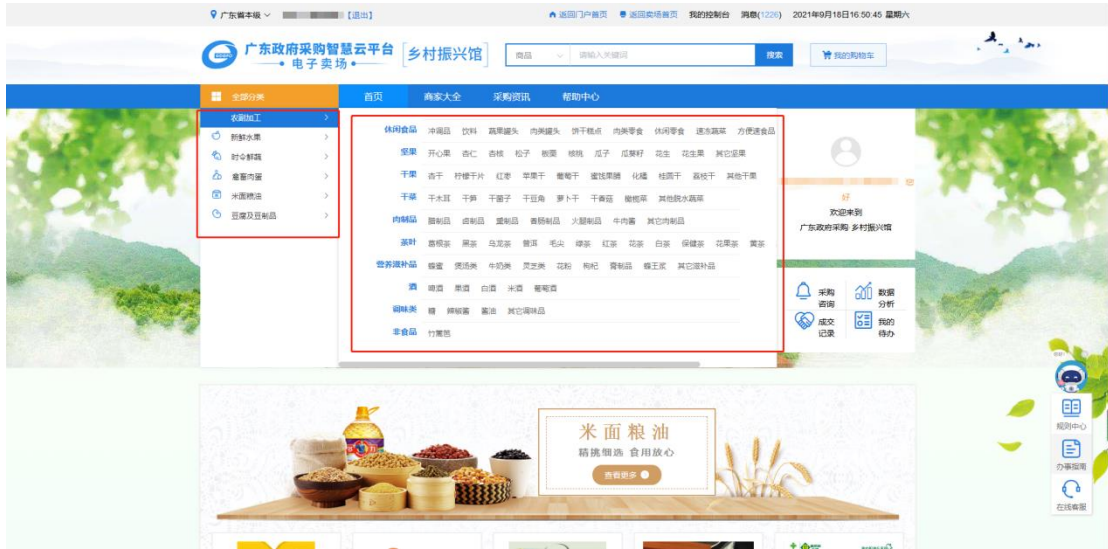 广东省本级
【退出】
返回门户首页 返回卖场首页 我的控制台 消息(1226) 2021年9月18日16:50:45 星期六
广东政府采购智慧云平台
电子卖场
乡村振兴馆
商品 请输入关键词 搜索 我的购物车
全部分类 首页 商家大全 采购资讯 帮助中心
农副加工
新鲜水果
时令鲜蔬
禽畜肉蛋
米面粮油
豆腐及豆制品
休闲食品 冲调品 饮料 蔬果罐头 肉类罐头 饼干糕点 肉类零食 休闲零食 速冻蔬菜 方便速食品
坚果 开心果 杏仁 杏核 松子 板栗 核桃 瓜子 瓜蒌籽 花生 花生果 其它坚果
干果 杏干 柠檬干片 红枣 苹果干 葡萄干 蜜饯果脯 化橘 桂圆干 荔枝干 其他干果
干菜 干木耳 干笋 干菌子 干豆角 萝卜干 干香菇 橄榄菜 其他脱水蔬菜
肉制品 腊制品 卤制品 香肠制品 火腿制品 牛肉酱 其它肉制品
茶叶 葛根茶 黑茶 乌龙茶 普洱 毛尖 绿茶 红茶 花茶 白茶 保健茶 花果茶 黄茶
营养滋补品 蜂蜜 煲汤类 牛奶类 灵芝类 花粉 枸杞 膏制品 蜂王浆 其它滋补品
酒 啤酒 果酒 白酒 米酒 葡萄酒
调味类 糖 辣椒酱 酱油 其它调味品
非食品
好
欢迎来到
广东政府采购·乡村振兴馆
采购咨询
数据分析
成交记录
我的待办
米面粮油
精挑细选 食用放心
查看更多
规则中心
办事指南
在线客服